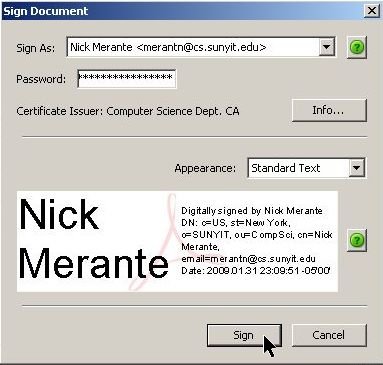 Sign Document
Sign As: Nick Merante <merantn@cs.sunyit.edu>
Password: ****************
Certificate Issuer: Computer Science Dept. CA
Info...
Appearance: Standard Text
Nick
Merante
Digitally signed by Nick Merante
DN: c=US, st=New York,
o=SUNYIT, ou=CompSci, cn=Nick
Merante,
email=merantn@cs.sunyit.edu
Date: 2009.01.31 23:09:51 -05'00'
Sign
Cancel